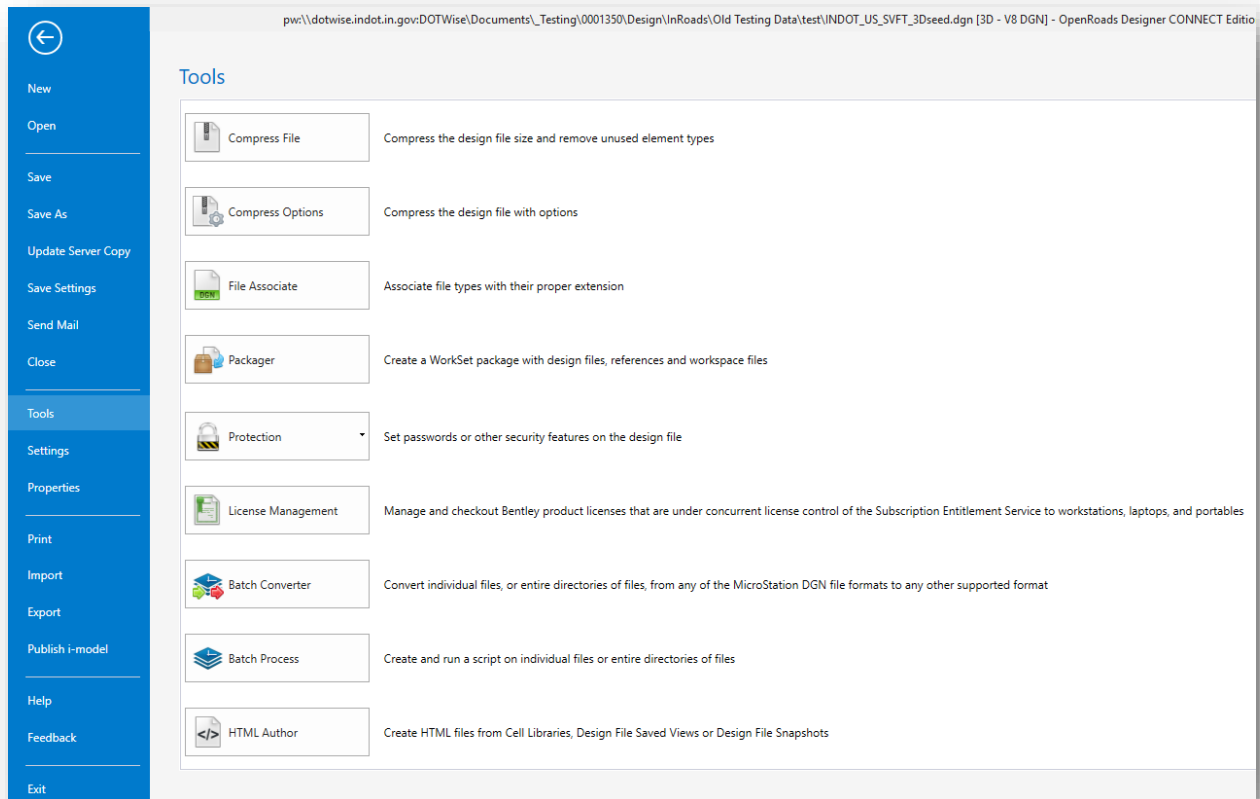 pw:\\dotwise.indot.in.gov:DOTWise\Documents\_Testing\0001350\Design\InRoads\Old Testing Data\test\INDOT_US_SVFT_3Dseed.dgn [3D - V8 DGN] - OpenRoads Designer CONNECT Editio
New
Open
Save
Save As
Update Server Copy
Save Settings
Send Mail
Close
Tools
Settings
Properties
Print
Import
Export
Publish i-model
Help
Feedback
Exit
Tools
Compress File Compress the design file size and remove unused element types
Compress Options Compress the design file with options
DGN File Associate Associate file types with their proper extension
Packager Create a WorkSet package with design files, references and workspace files
Protection Set passwords or other security features on the design file
License Management Manage and checkout Bentley product licenses that are under concurrent license control of the Subscription Entitlement Service to workstations, laptops, and portables
Batch Converter Convert individual files, or entire directories of files, from any of the MicroStation DGN file formats to any other supported format
Batch Process Create and run a script on individual files or entire directories of files
</> HTML Author Create HTML files from Cell Libraries, Design File Saved Views or Design File Snapshots